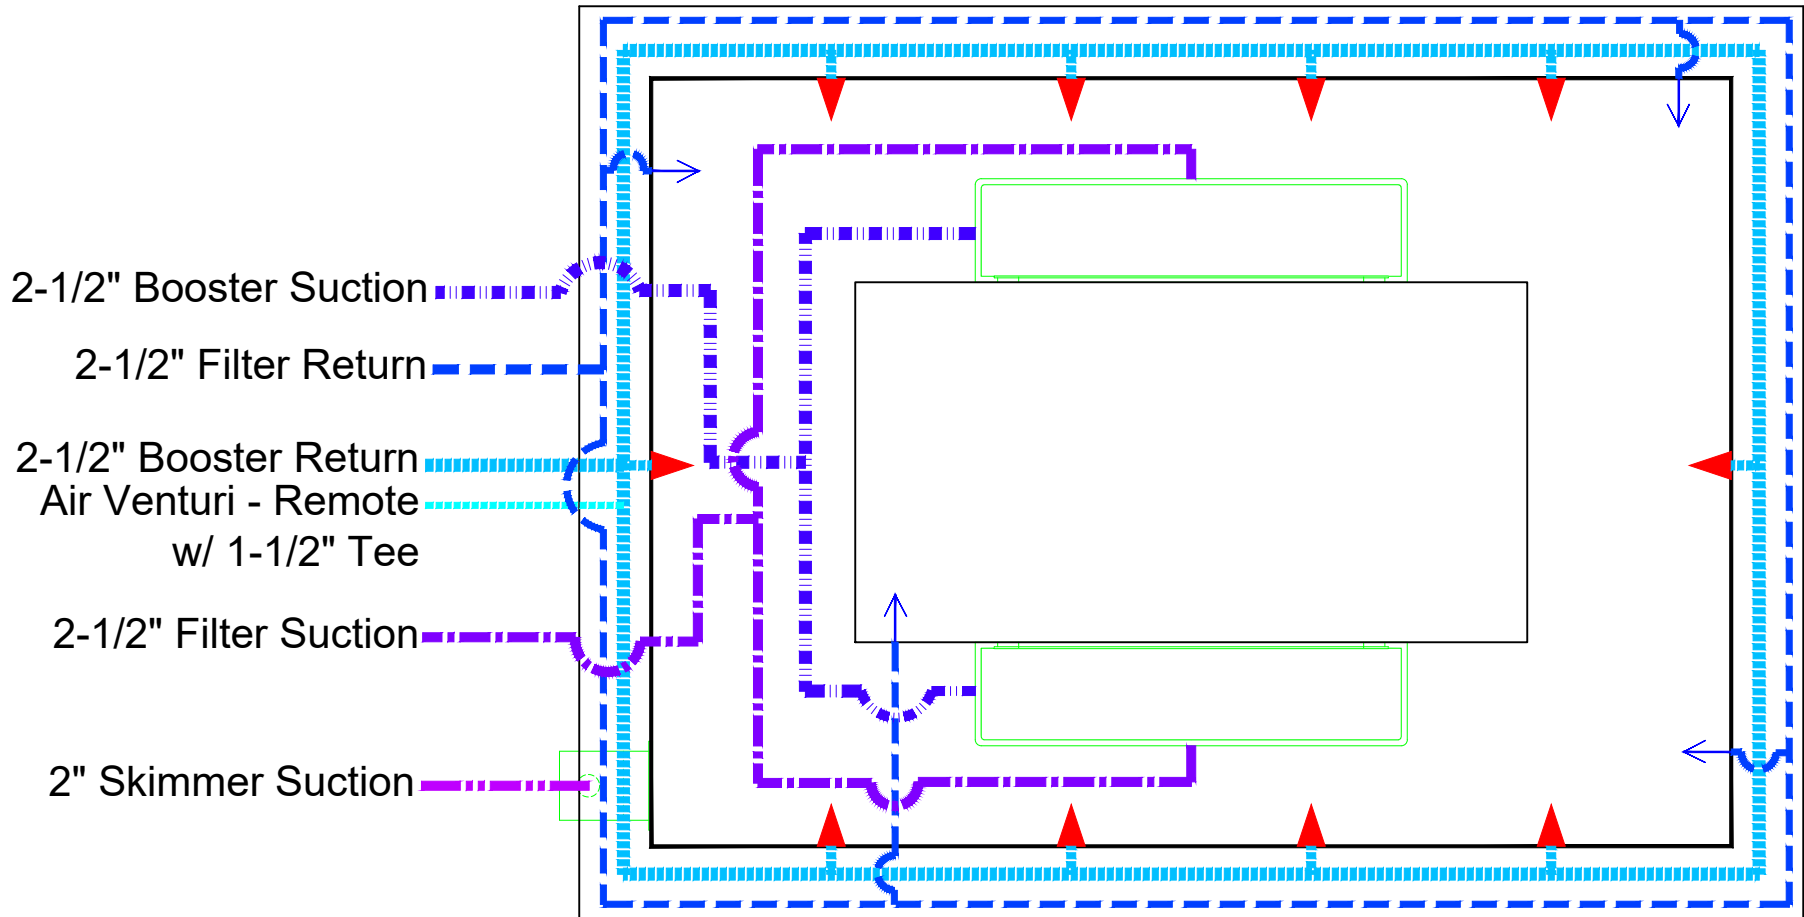 2-1/2" Booster Suction
2-1/2" Filter Return
2-1/2" Booster Return
Air Venturi - Remote
w/ 1-1/2" Tee
2-1/2" Filter Suction
2" Skimmer Suction